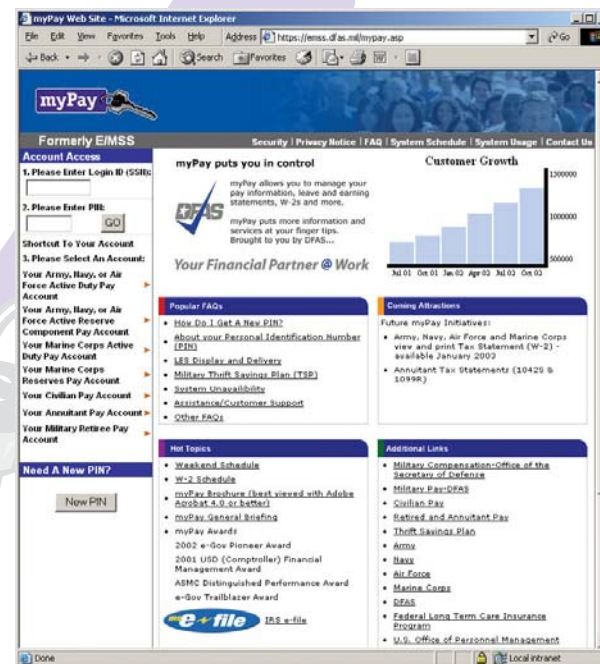 myPay Web Site - Microsoft Internet Explorer
File Edit View Favorites Tools Help Address https://emss.dfas.mil/mypay.asp Go
Back Search Favorites
myPay
Formerly E/MSS
Security | Privacy Notice | FAQ | System Schedule | System Usage | Contact Us
Account Access
1. Please Enter Login ID (SSN):
2. Please Enter PIN:
GO
Shortcut To Your Account
3. Please Select An Account:
Your Army, Navy, or Air
Force Active Duty Pay
Account
Your Army, Navy, or Air
Force Active Reserve
Component Pay Account
Your Marine Corps Active
Duty Pay Account
Your Marine Corps
Reserves Pay Account
Your Civilian Pay Account
Your Annuitant Pay Account
Your Military Retiree Pay
Account
Need A New PIN?
New PIN
myPay puts you in control
DFAS
myPay allows you to manage your
pay information, leave and earning
statements, W-2s and more.
myPay puts more information and
services at your finger tips.
Brought to you by DFAS...
Your Financial Partner @ Work
Customer Growth
1300000
1000000
500000
Jul 01 Oct 01 Jan 02 Apr 02 Jul 02 Oct 02
Popular FAQs
How Do I Get A New PIN?
About your Personal Identification Number
(PIN)
LES Display and Delivery
Military Thrift Savings Plan (TSP)
System Unavailibility
Assistance/Customer Support
Other FAQs
Coming Attractions
Future myPay Initiatives:
Army, Navy, Air Force and Marine Corps
view and print Tax Statement (W-2) -
available January 2003
Annuitant Tax Statements (1042S &
1099R)
Hot Topics
Weekend Schedule
W-2 Schedule
myPay Brochure (best viewed with Adobe
Acrobat 4.0 or better)
myPay General Briefing
myPay Awards
2002 e-Gov Pioneer Award
2001 USD (Comptroller) Financial
Management Award
ASMC Distinguished Performance Award
e-Gov Trailblazer Award
e file IRS e-file
Additional Links
Military Compensation-Office of the
Secretary of Defense
Military Pay-DFAS
Civilian Pay
Retired and Annuitant Pay
Thrift Savings Plan
Army
Navy
Air Force
Marine Corps
DFAS
Federal Long Term Care Insurance
Program
U.S. Office of Personnel Management
Done
Local intranet